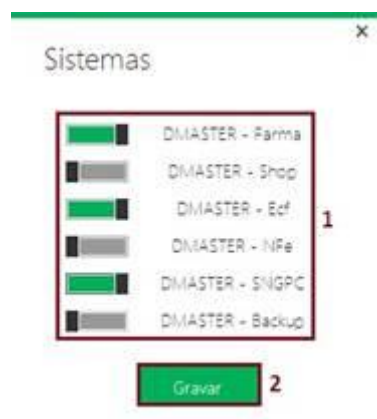 ×
Sistemas
DMASTER - Farma
DMASTER - Shop
DMASTER - Ecf
1
DMASTER - NFe
DMASTER - SNGPC
DMASTER - Backup
Gravar 2